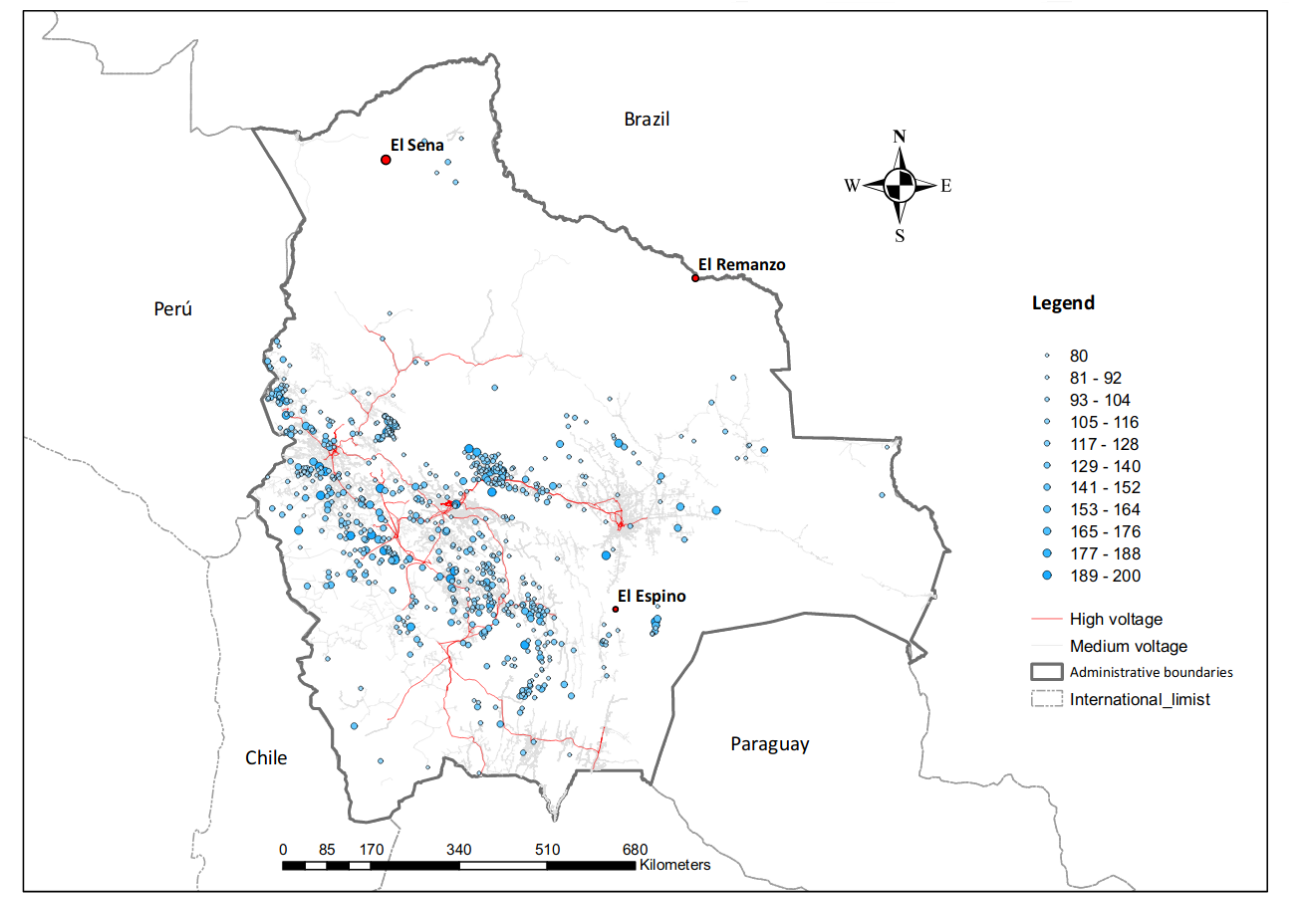 Brazil
El Sena
N
W
E
S
El Remanzo
Perú
Legend
80
81 - 92
93 - 104
105 - 116
117 - 128
129 - 140
141 - 152
153 - 164
165 - 176
177 - 188
189 - 200
El Espino
High voltage
Medium voltage
Administrative boundaries
International_limist
Paraguay
Chile
0 85 170 340 510 680
Kilometers